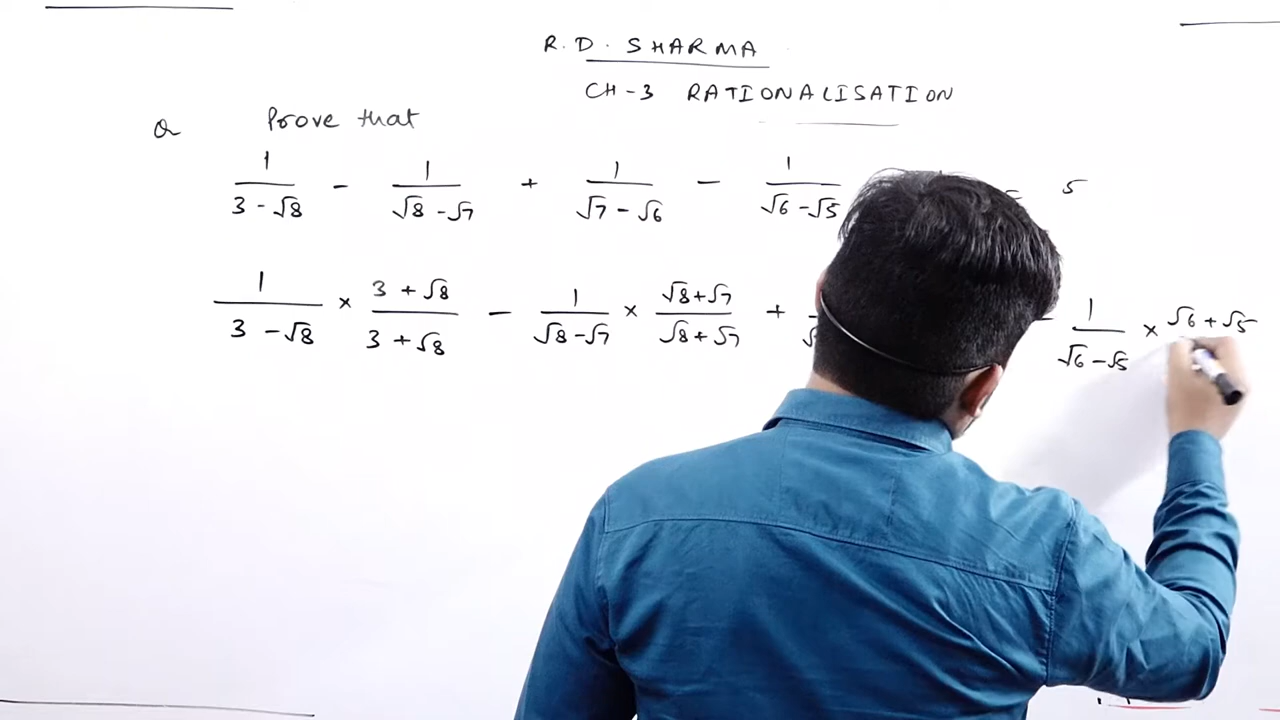 R.D. SHARMA
CH-3 RATIONALISATION
Q Prove that
1/(3 - √8) - 1/(√8 - √7) + 1/(√7 - √6) - 1/(√6 - √5) 5
1/(3 - √8) × (3 + √8)/(3 + √8) - 1/(√8 - √7) × (√8 + √7)/(√8 + √7) + 1/(√6 - √5) × √6 + √5